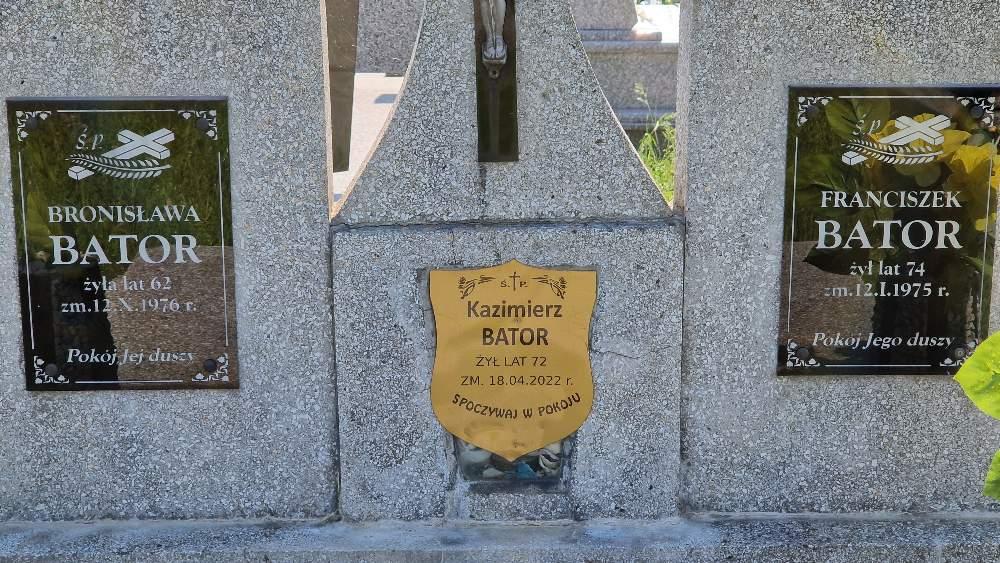 Ś. P.
BRONISŁAWA
BATOR
żyła lat 62
zm.12.X.1976 r.
Pokój Jej duszy
Ś. P.
Kazimierz
BATOR
ŻYŁ LAT 72
ZM. 18.04.2022 r.
SPOCZYWAJ W POKOJU
Ś. P.
FRANCISZEK
BATOR
żył lat 74
zm.12.I.1975 r.
Pokój Jego duszy